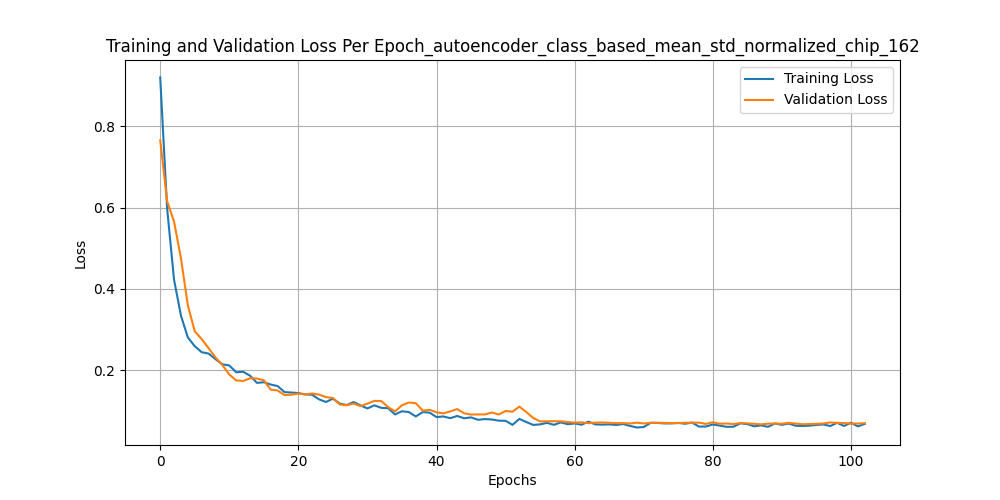 Training and Validation Loss Per Epoch_autoencoder_class_based_mean_std_normalized_chip_162
Training Loss
Validation Loss
0.8
0.6
0.4
0.2
Loss
0 20 40 60 80 100
Epochs